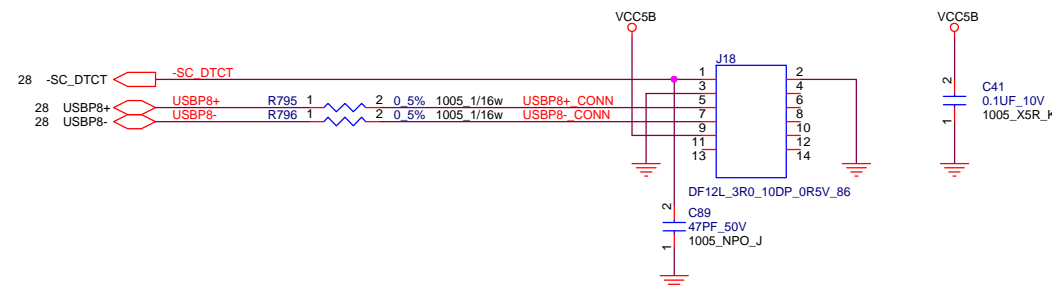 VCC5B
VCC5B
J18
28 -SC_DTCT
-SC_DTCT
1
2
3
4
28 USBP8+
USBP8+
R795 1
2 0_5%
1005_1/16w
USBP8+_CONN
5
6
28 USBP8-
USBP8-
R796 1
2 0_5%
1005_1/16w
USBP8-_CONN
7
8
9
10
11
12
13
14
DF12L_3R0_10DP_0R5V_86
2
C41
0.1UF_10V
1005_X5R_K
1
2
C89
47PF_50V
1005_NPO_J
1